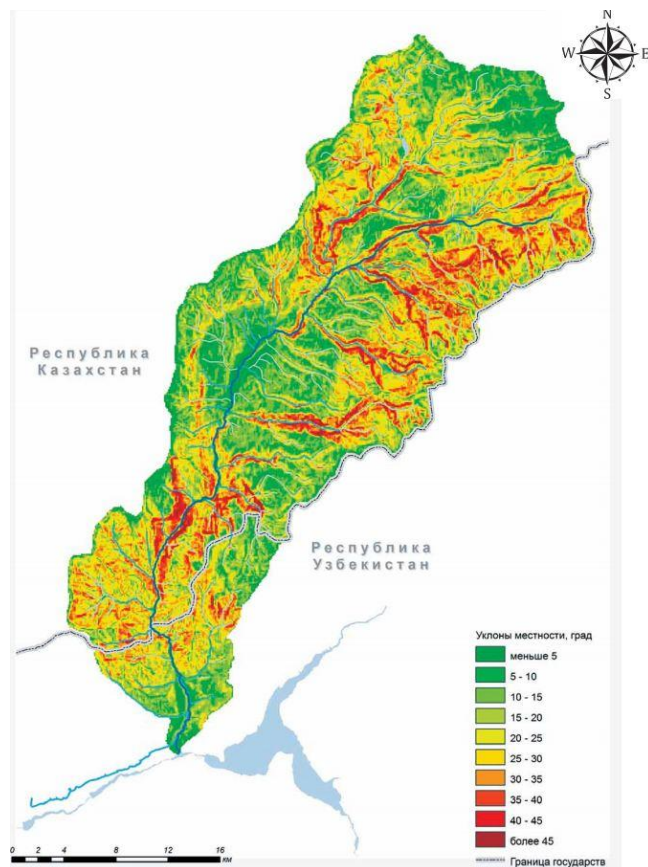 N
W E
S
Республика
Казахстан
Республика
Узбекистан
Уклоны местности, град
меньше 5
5 - 10
10 - 15
15 - 20
20 - 25
25 - 30
30 - 35
35 - 40
40 - 45
более 45
Граница государств
0 2 4 8 12 16
км